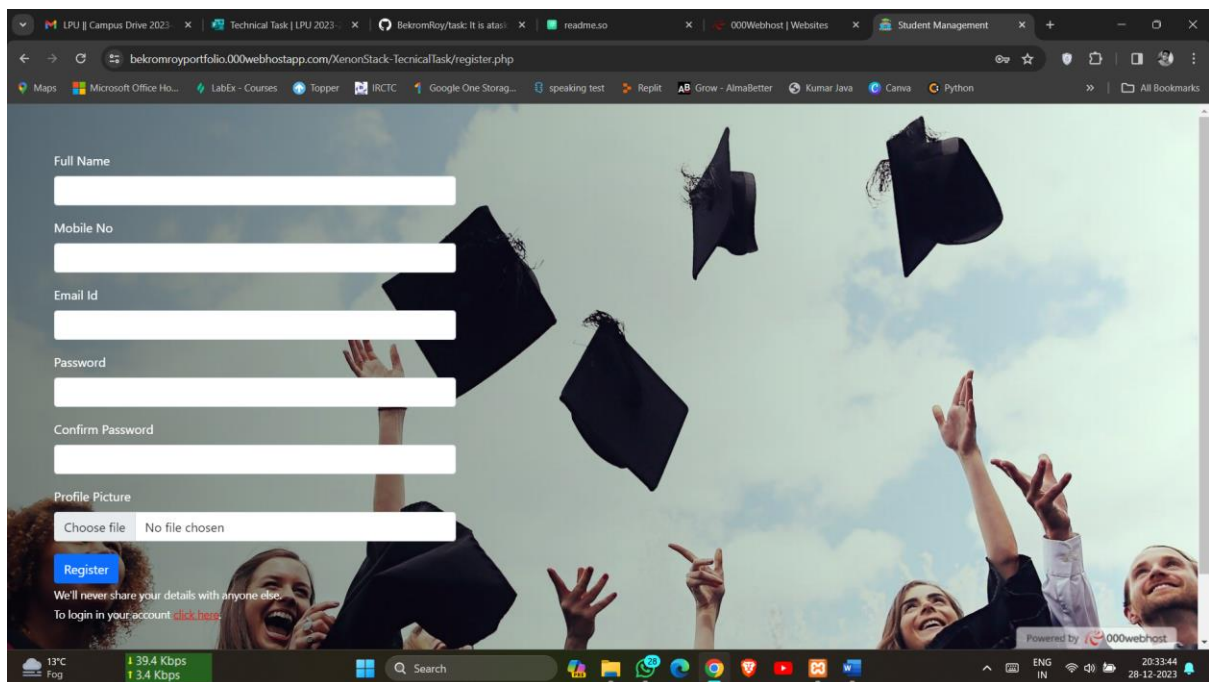 LPU || Campus Drive 2023-
Technical Task | LPU 2023-
BekromRoy/task: It is atask
readme.so
000Webhost | Websites
Student Management
bekromroyportfolio.000webhostapp.com/XenonStack-TecnicalTask/register.php
Maps
Microsoft Office Ho...
LabEx - Courses
Topper
IRCTC
Google One Storag...
speaking test
Replit
AB Grow - AlmaBetter
Kumar Java
Canva
Python
»
All Bookmarks
Full Name
Mobile No
Email Id
Password
Confirm Password
Profile Picture
Choose file No file chosen
Register
We'll never share your details with anyone else.
To login in your account click here.
Powered by 000webhost
13°C
Fog
39.4 Kbps
3.4 Kbps
Search
28
ENG
IN
20:33:44
28-12-2023